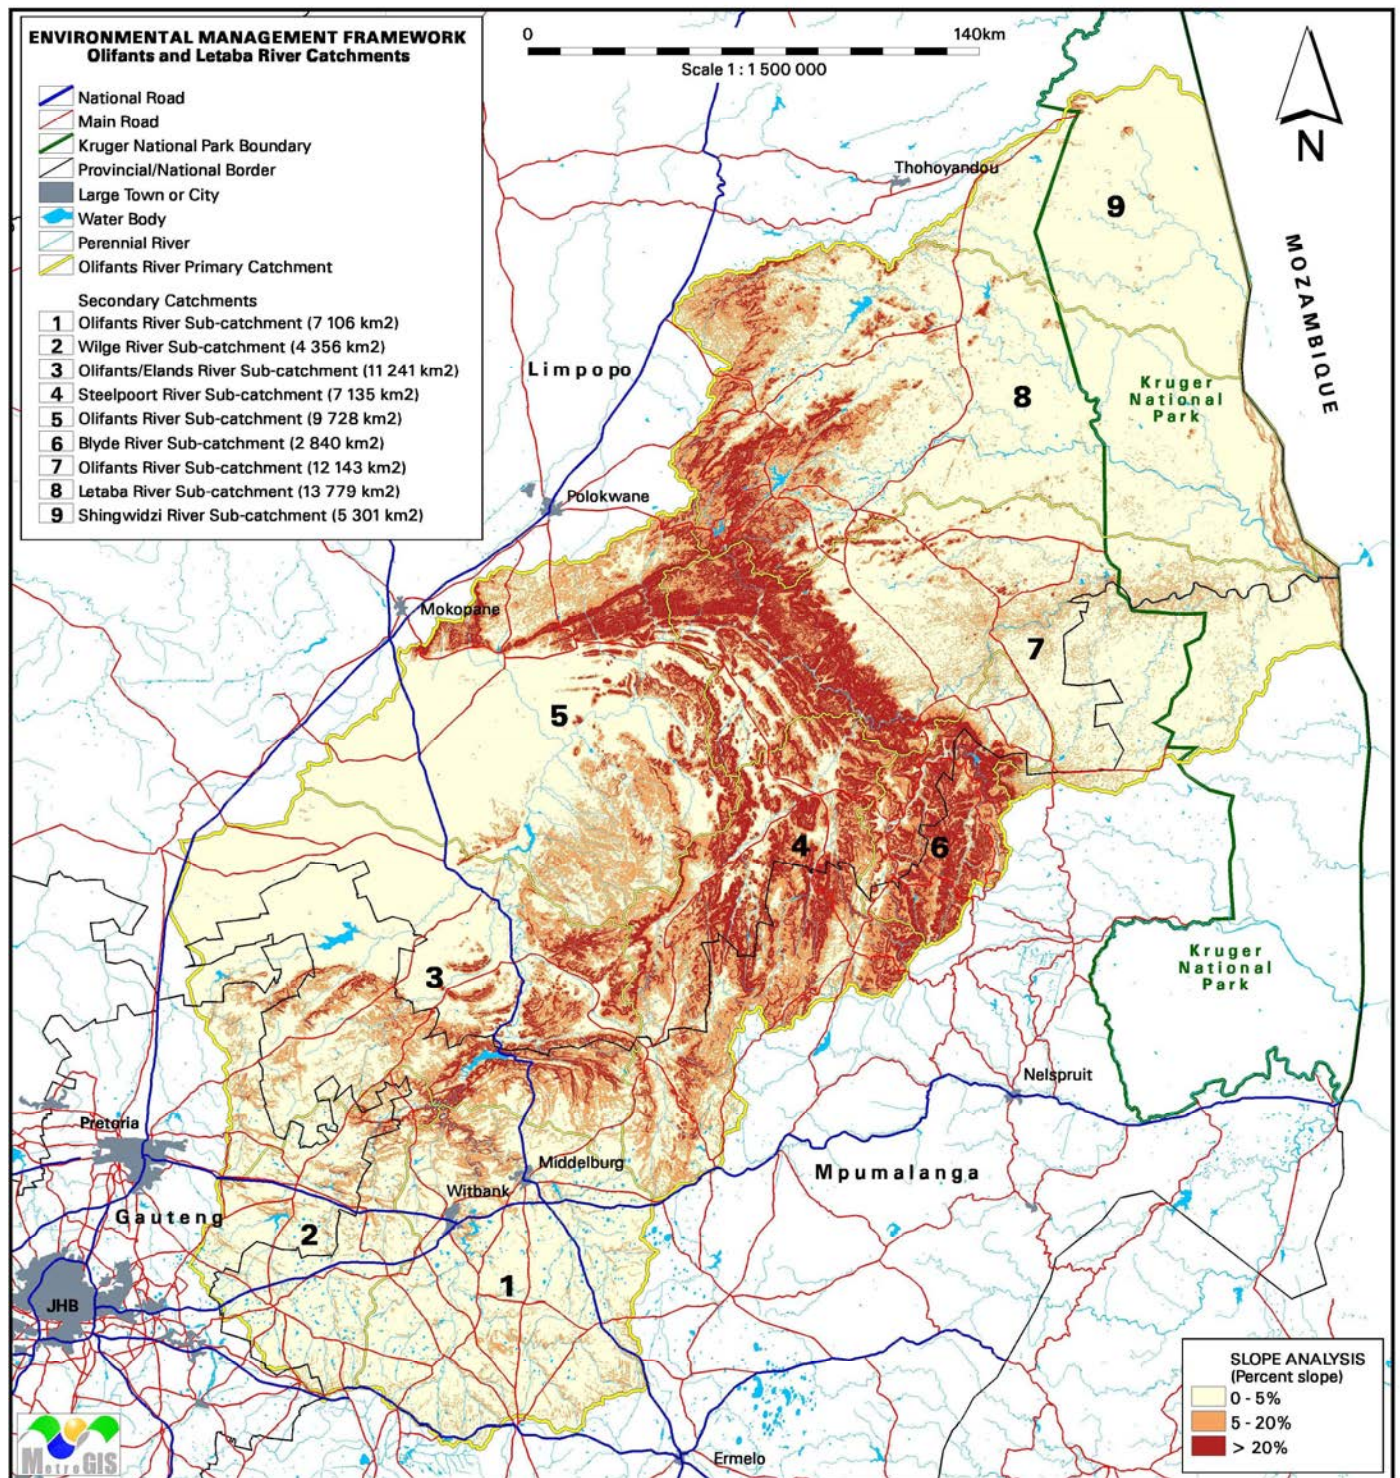 ENVIRONMENTAL MANAGEMENT FRAMEWORK
Olifants and Letaba River Catchments
National Road
Main Road
Kruger National Park Boundary
Provincial/National Border
Large Town or City
Water Body
Perennial River
Olifants River Primary Catchment
Secondary Catchments
1 Olifants River Sub-catchment (7 106 km2)
2 Wilge River Sub-catchment (4 356 km2)
3 Olifants/Elands River Sub-catchment (11 241 km2)
4 Steelpoort River Sub-catchment (7 135 km2)
5 Olifants River Sub-catchment (9 728 km2)
6 Blyde River Sub-catchment (2 840 km2)
7 Olifants River Sub-catchment (12 143 km2)
8 Letaba River Sub-catchment (13 779 km2)
9 Shingwidzi River Sub-catchment (5 301 km2)
0 140km
Scale 1 : 1 500 000
N
Thohoyandou
9
MOZAMBIQUE
Limpopo
8
Kruger
National
Park
Polokwane
Mokopane
7
5
4
6
3
Kruger
National
Park
Nelspruit
Pretoria
Middelburg
Mpumalanga
Witbank
Gauteng
2
1
JHB
SLOPE ANALYSIS
(Percent slope)
0 - 5%
5 - 20%
> 20%
MetroGIS
Ermelo